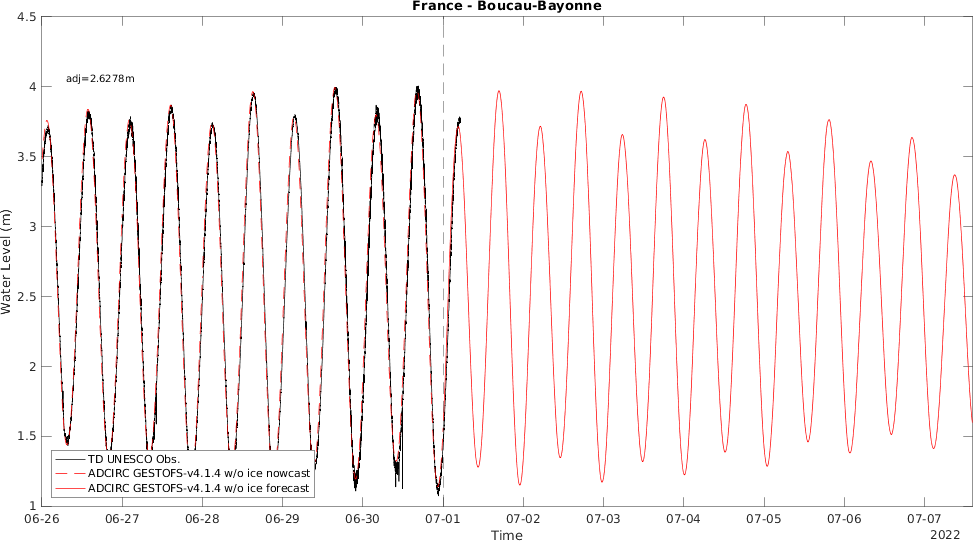 France - Boucau-Bayonne
4.5
adj=2.6278m
4
3.5
3
2.5
2
1.5
1
Water Level (m)
TD UNESCO Obs.
ADCIRC GESTOFS-v4.1.4 w/o ice nowcast
ADCIRC GESTOFS-v4.1.4 w/o ice forecast
06-26 06-27 06-28 06-29 06-30 07-01 07-02 07-03 07-04 07-05 07-06 07-07
Time
2022